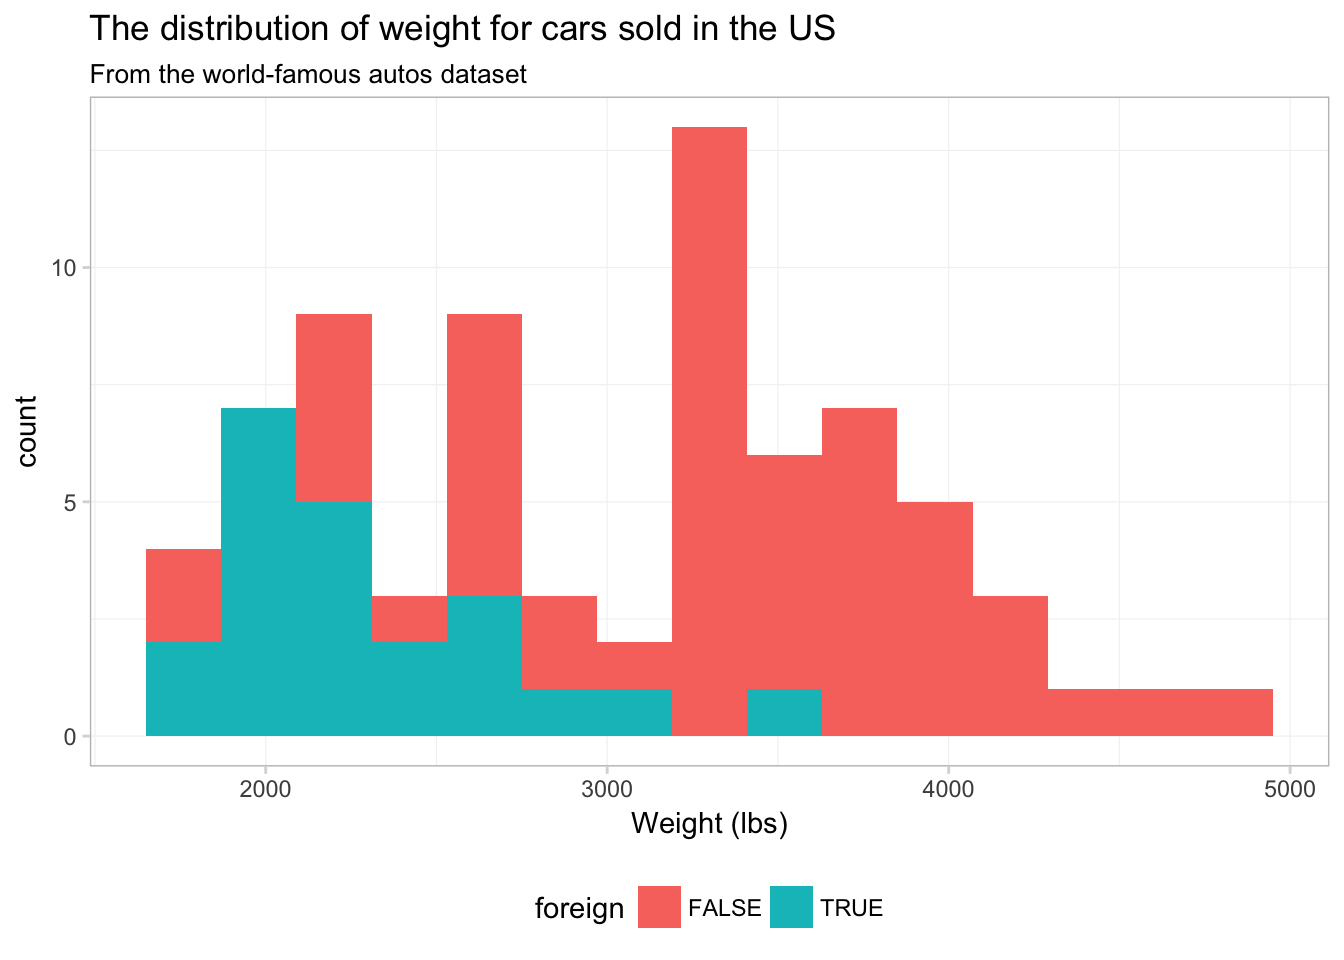 The distribution of weight for cars sold in the US
From the world-famous autos dataset
count
10
5
0
2000 3000 4000 5000
Weight (lbs)
foreign FALSE TRUE